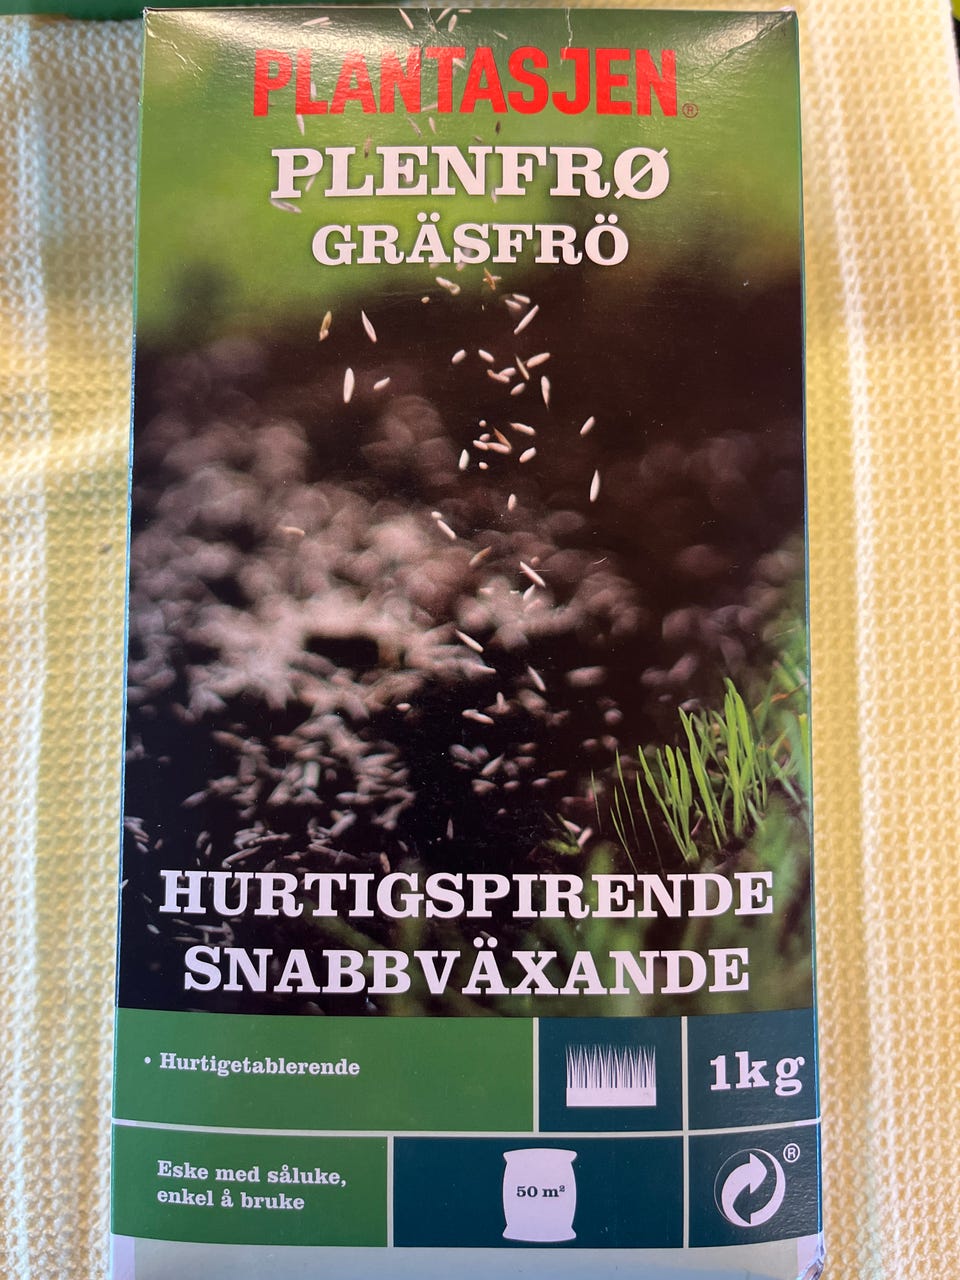 PLANTASJEN®
PLENFRØ
GRÄSFRÖ
HURTIGSPIRENDE
SNABBVÄXANDE
• Hurtigetablerende
1kg
Eske med såluke,
enkel å bruke
50 m²
®